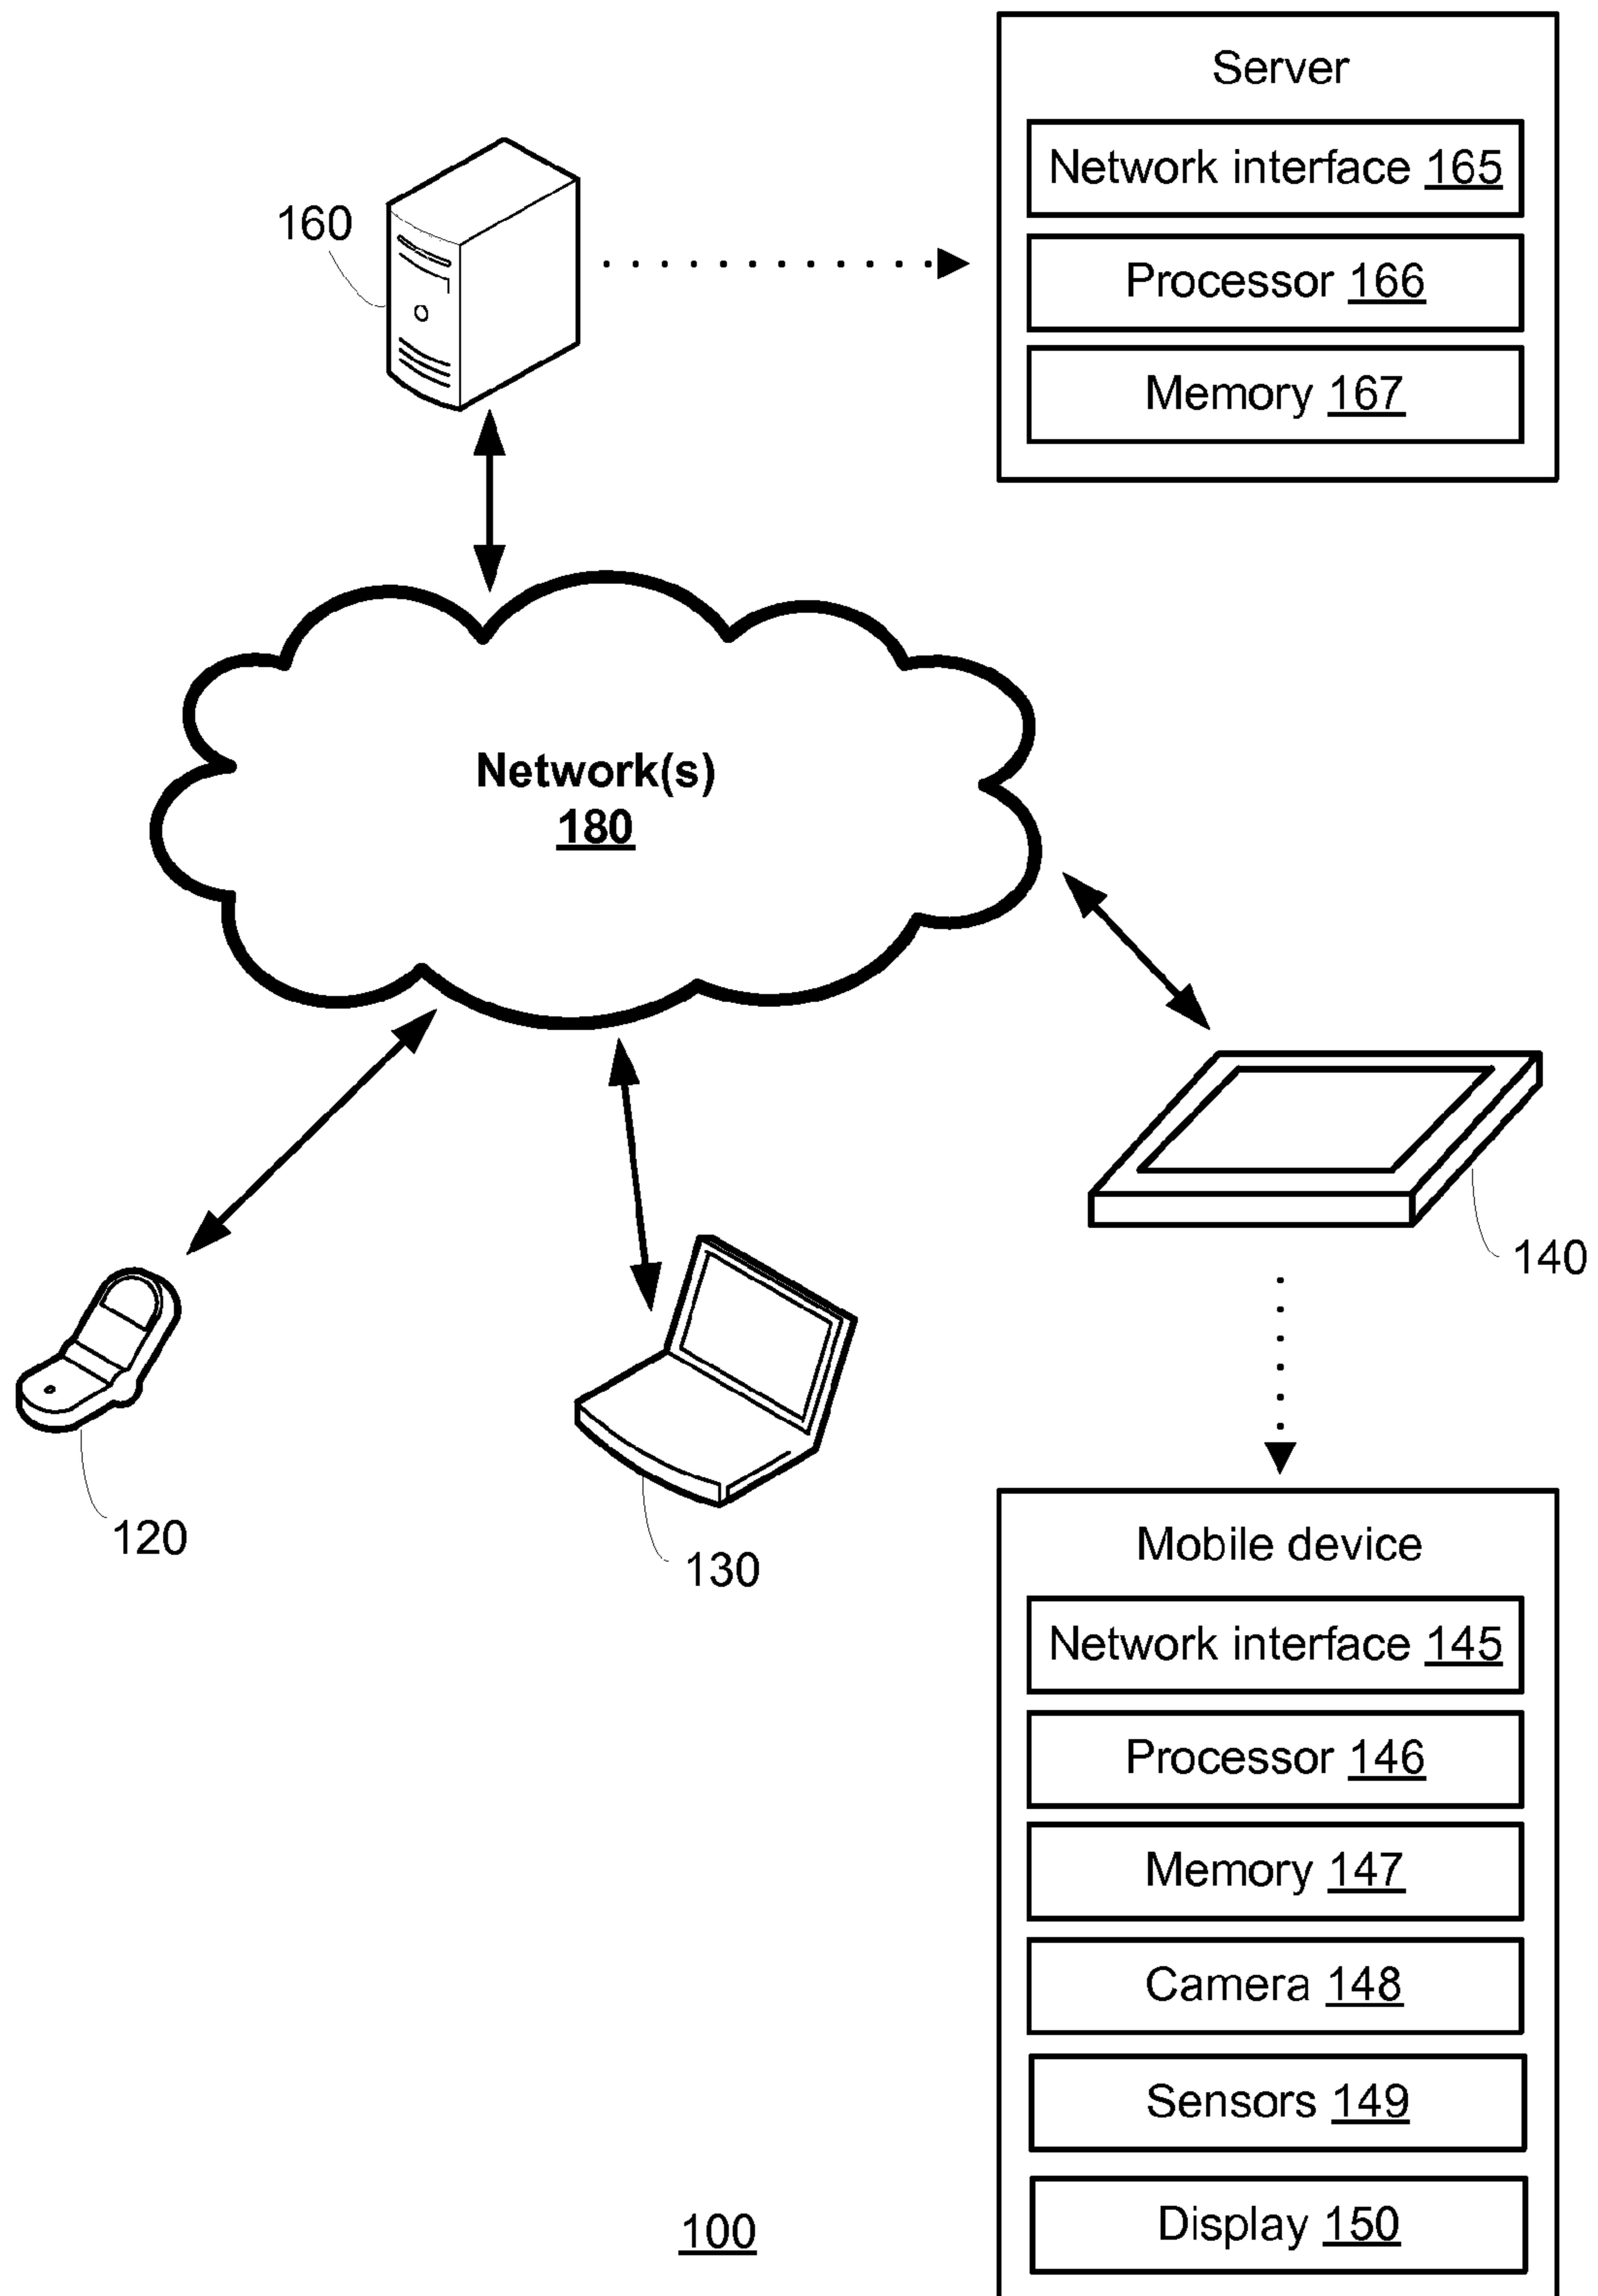 Server
Network interface 165
160
Processor 166
Memory 167
Network(s)
180
140
120
130
Mobile device
Network interface 145
Processor 146
Memory 147
Camera 148
Sensors 149
Display 150
100